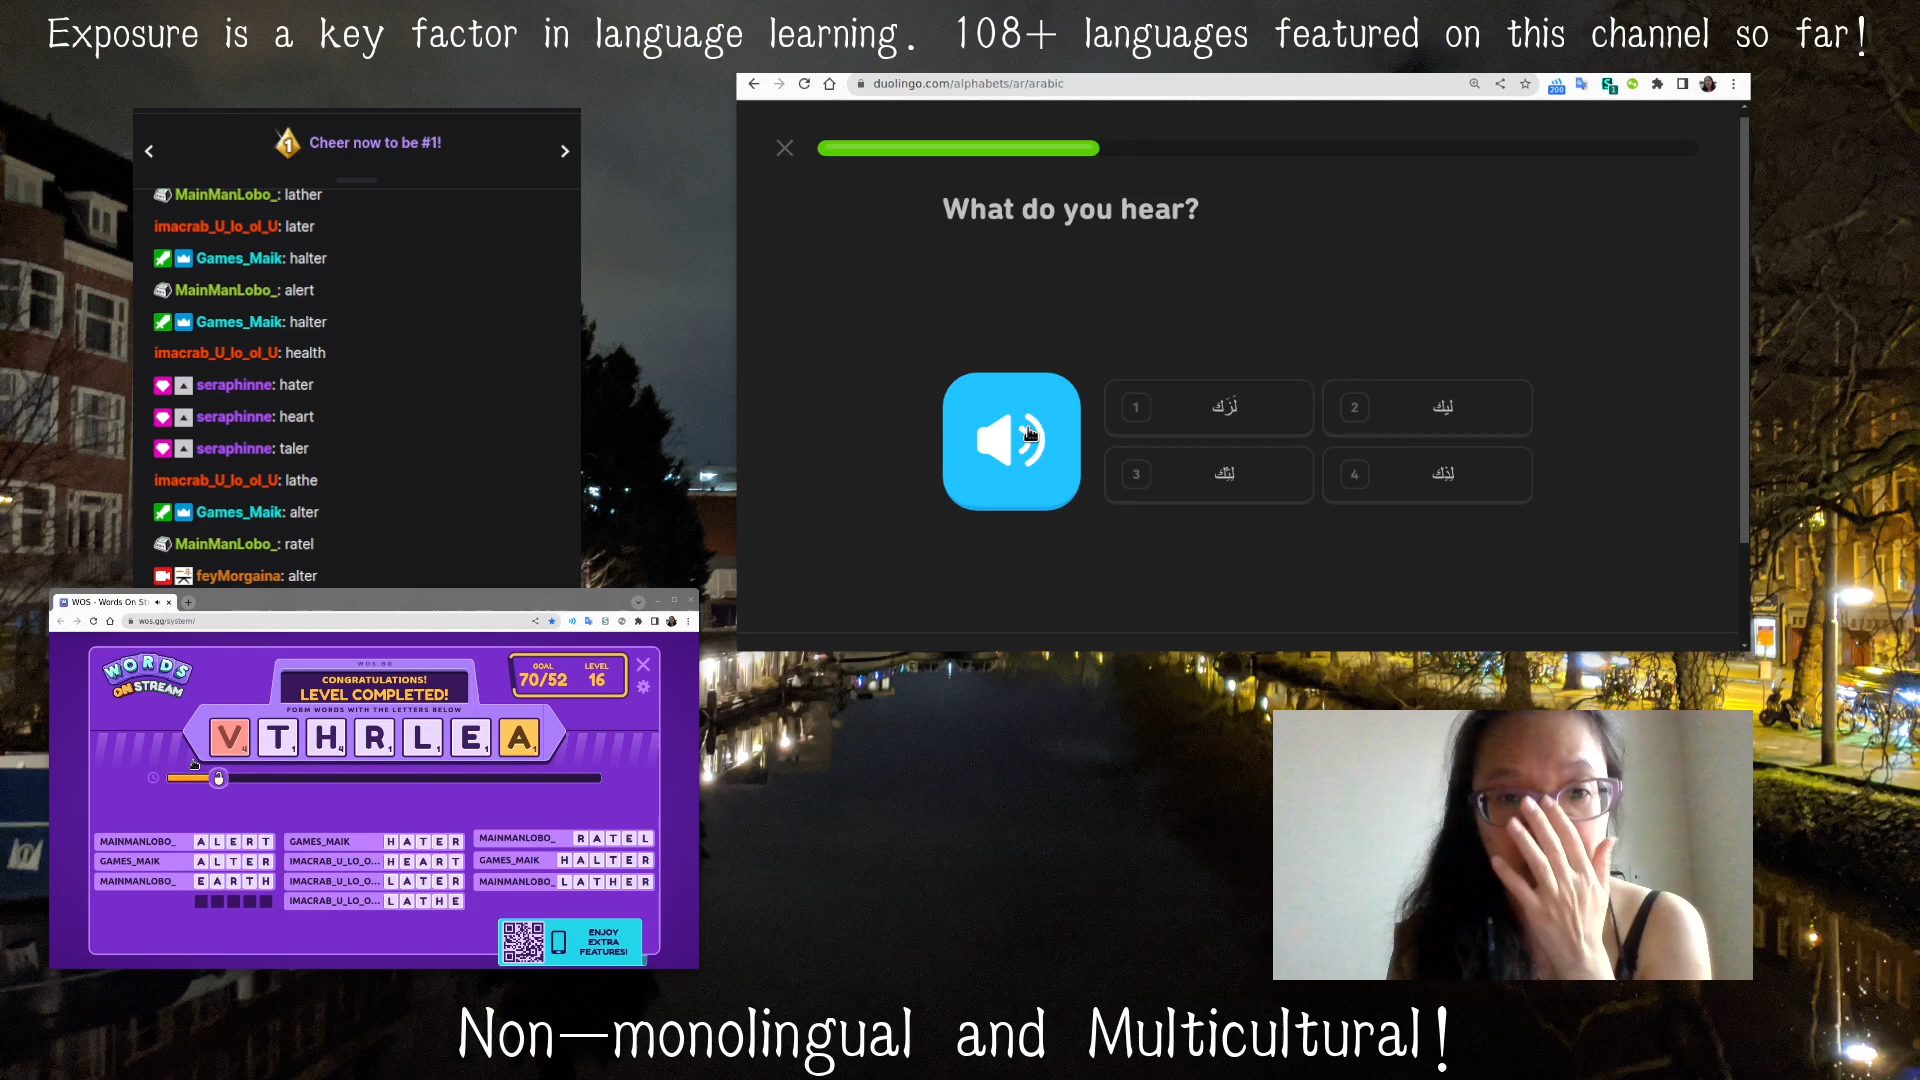 Exposure is a key factor in language learning. 108+ languages featured on this channel so far!
Cheer now to be #1!
MainManLobo_: lather
imacrab_U_lo_ol_U: later
Games_Maik: halter
MainManLobo_: alert
Games_Maik: halter
imacrab_U_lo_ol_U: health
seraphinne: hater
seraphinne: heart
seraphinne: taler
imacrab_U_lo_ol_U: lathe
Games_Maik: alter
MainManLobo_: ratel
feyMorgaina: alter
duolingo.com/alphabets/ar/arabic
200
1
What do you hear?
1 لَزَك
2 ليك
4 لِذِك
WOS - Words On St
wos.gg/system/
WORDS ON STREAM
WOS.GG
CONGRATULATIONS!
LEVEL COMPLETED!
GOAL 70/52
LEVEL 16
FORM WORDS WITH THE LETTERS BELOW
V T H R L E A
MAINMANLOBO_ ALERT
GAMES_MAIK ALTER
MAINMANLOBO_ EARTH
GAMES_MAIK HATER
IMACRAB_U_LO_O... HEART
IMACRAB_U_LO_O... LATER
IMACRAB_U_LO_O... LATHE
MAINMANLOBO_ RATEL
GAMES_MAIK HALTER
MAINMANLOBO_ LATHER
ENJOY EXTRA FEATURES!
Non-monolingual and Multicultural!